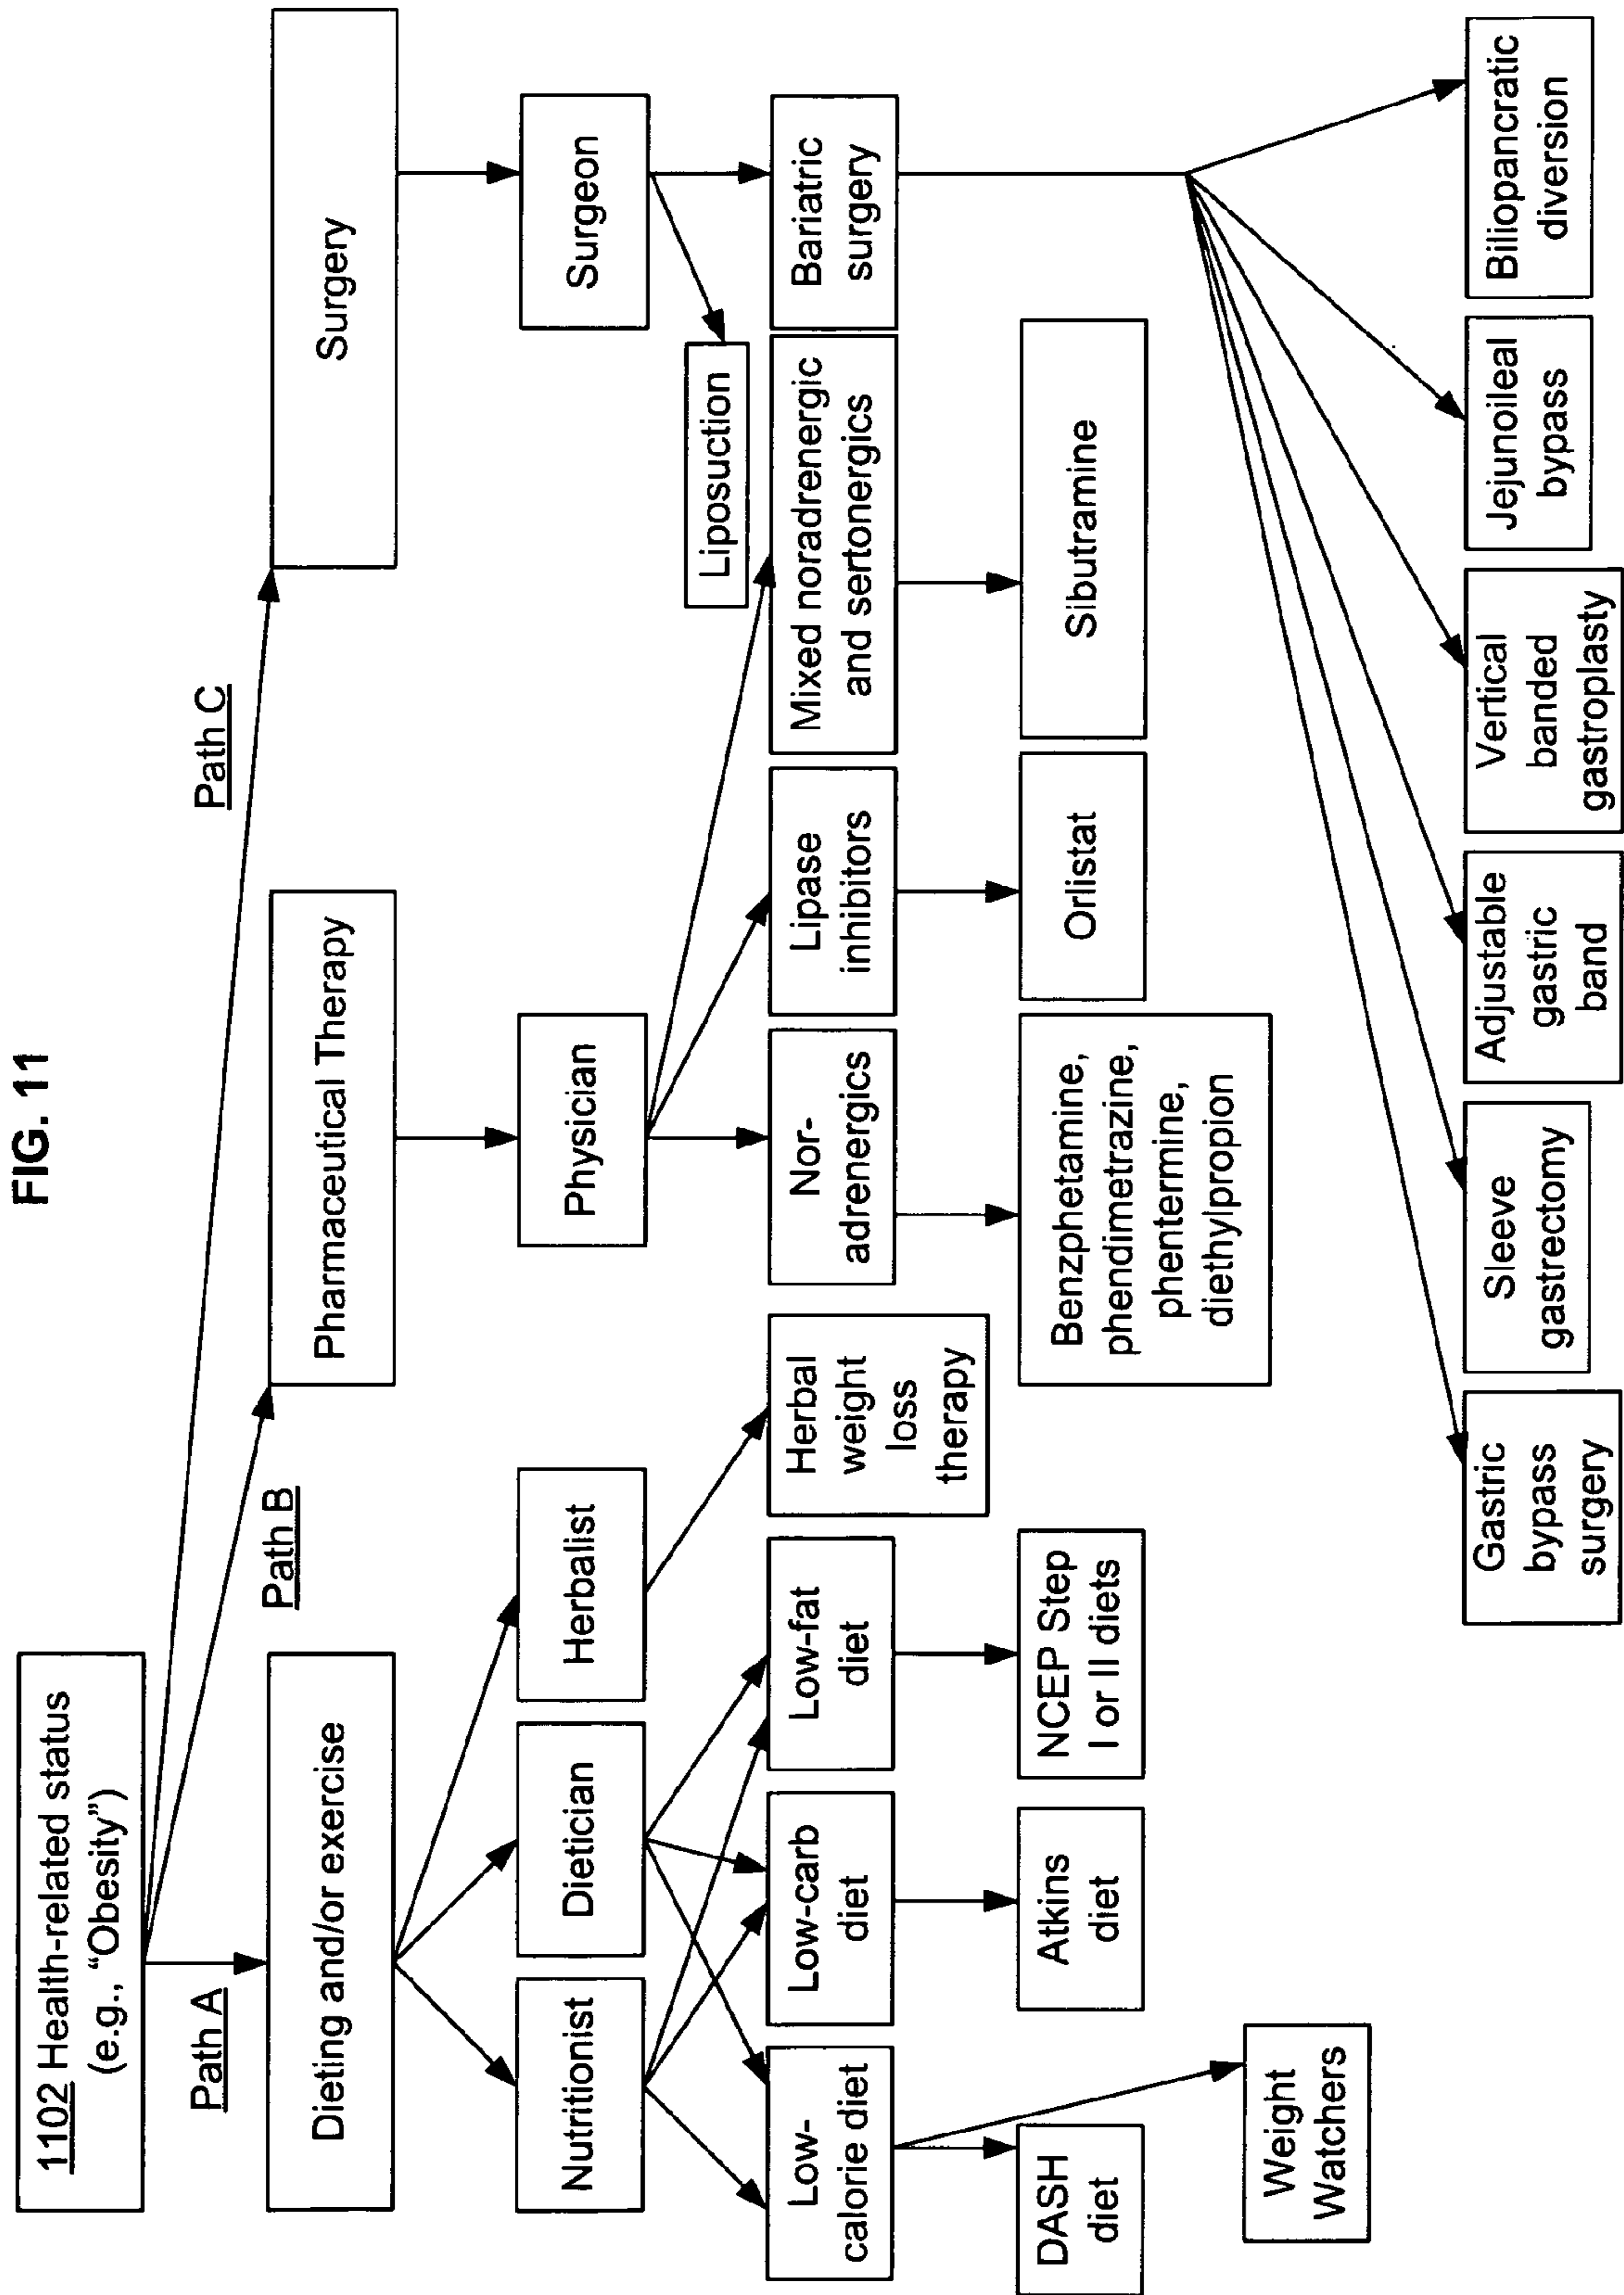 FIG. 11
1102 Health-related status
(e.g., “Obesity”)
Path A
Path B
Path C
Dieting and/or exercise
Pharmaceutical Therapy
Surgery
Nutritionist
Dietician
Herbalist
Physician
Surgeon
Liposuction
Low-
calorie diet
Low-carb
diet
Low-fat
diet
Herbal
weight
loss
therapy
Nor-
adrenergics
Lipase
inhibitors
Mixed noradrenergic
and sertonergics
Bariatric
surgery
DASH
diet
Atkins
diet
NCEP Step
I or II diets
Benzphetamine,
phendimetrazine,
phentermine,
diethylpropion
Orlistat
Sibutramine
Weight
Watchers
Gastric
bypass
surgery
Sleeve
gastrectomy
Adjustable
gastric
band
Vertical
banded
gastroplasty
Jejunoileal
bypass
Biliopancratic
diversion